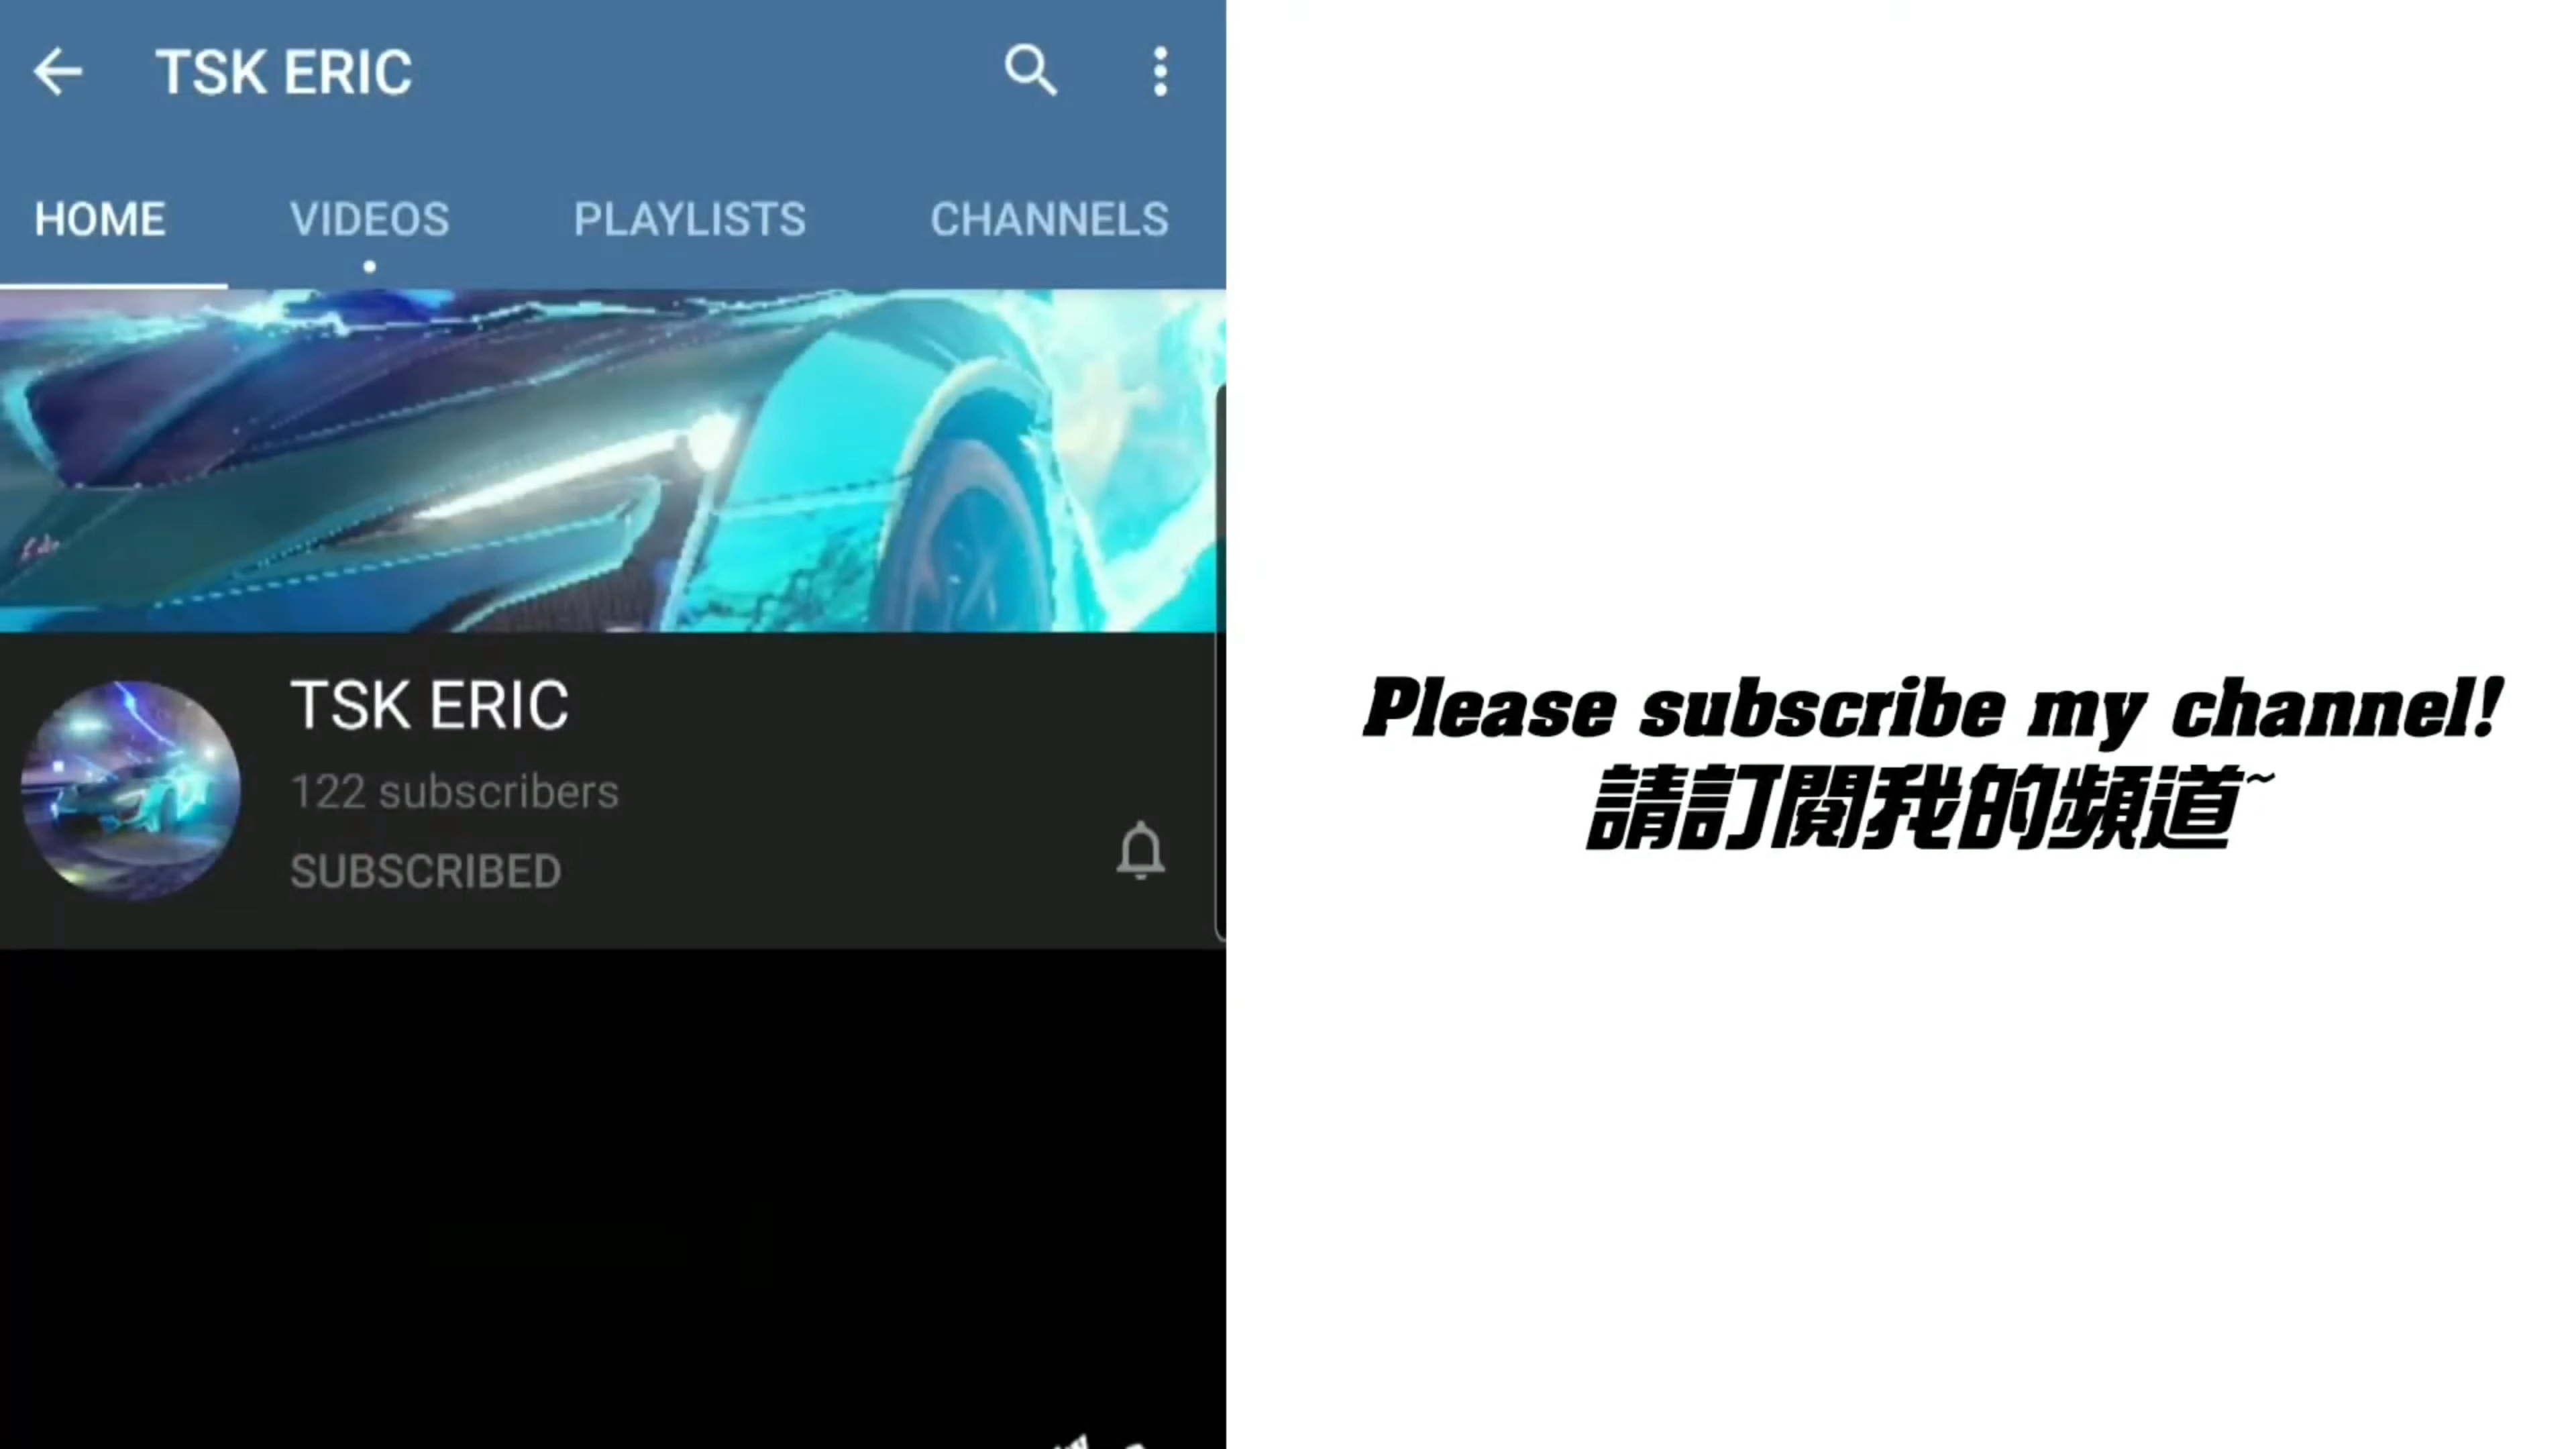 TSK ERIC
HOME VIDEOS PLAYLISTS CHANNELS
TSK ERIC
122 subscribers
SUBSCRIBED
Please subscribe my channel!
請訂閱我的頻道~